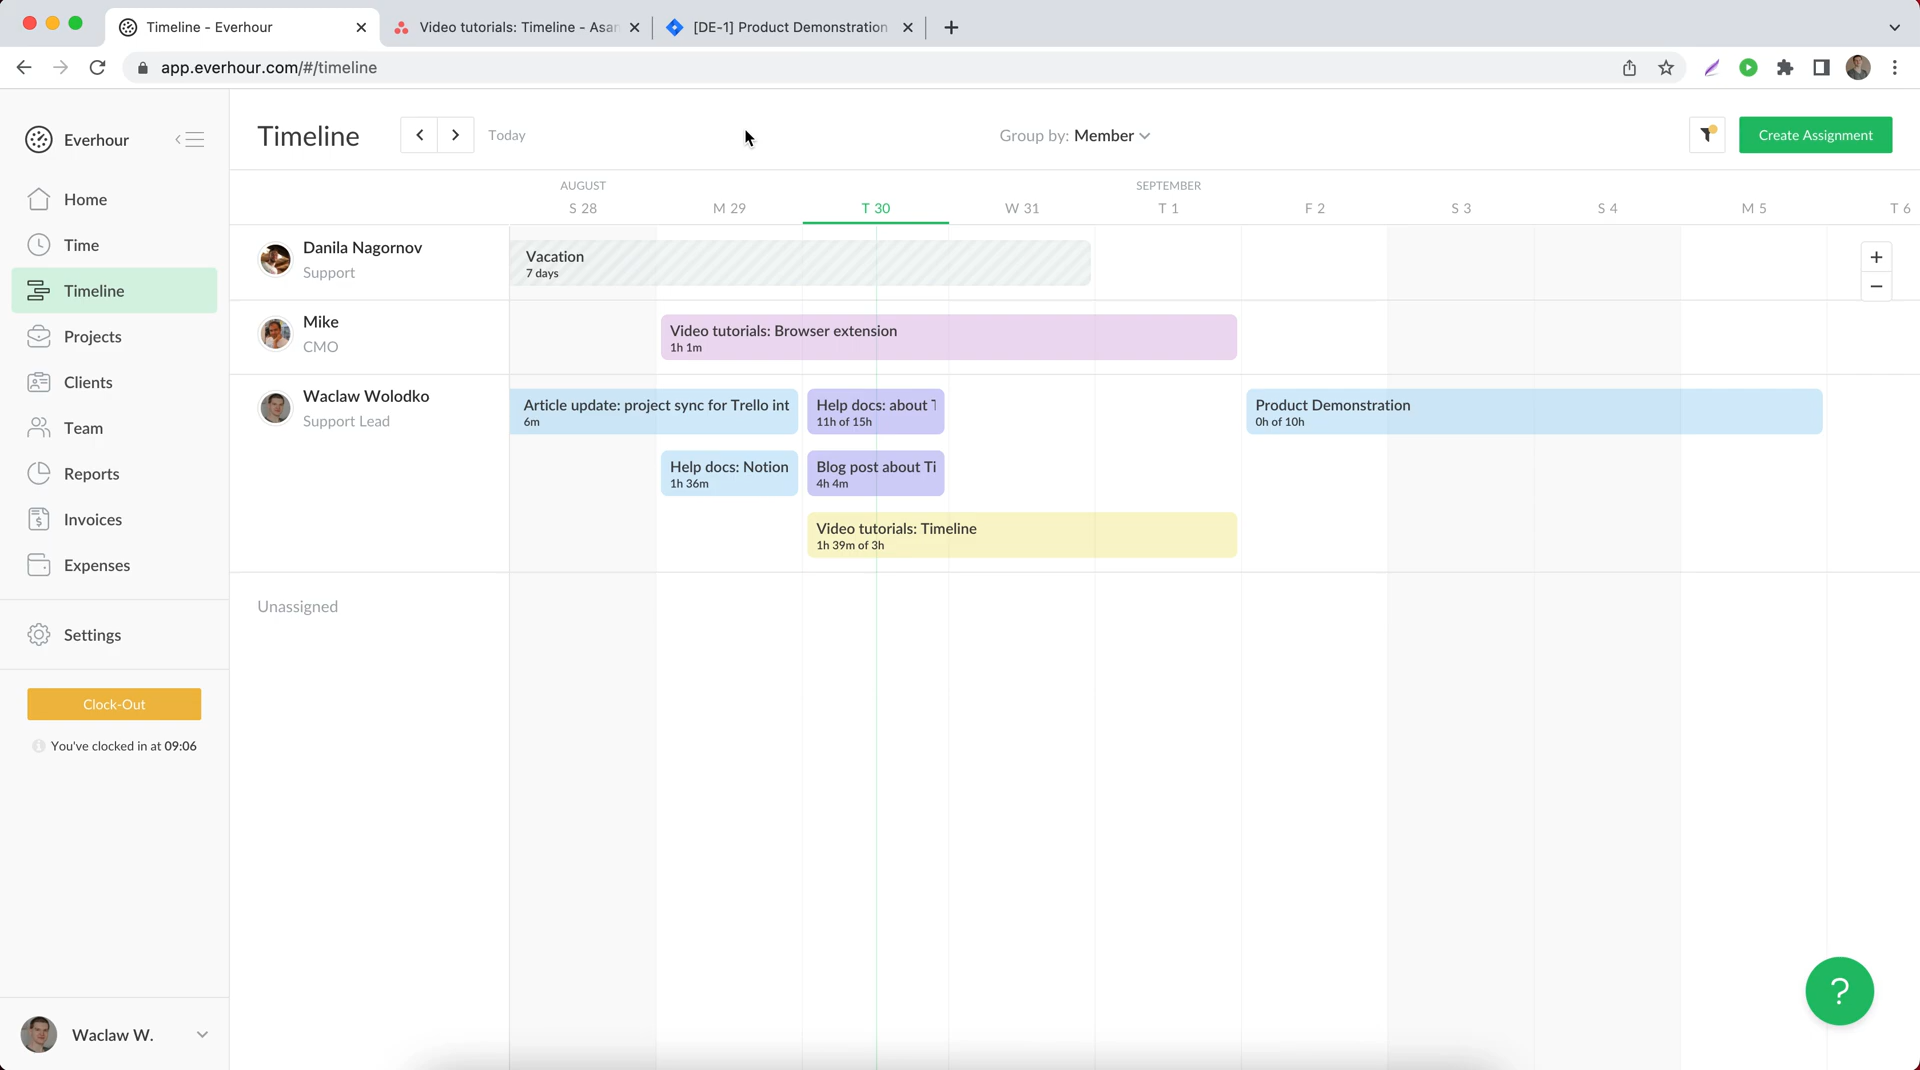 Timeline - Everhour
Video tutorials: Timeline - Asan
[DE-1] Product Demonstration
app.everhour.com/#/timeline
Everhour
Home
Time
Timeline
Projects
Clients
Team
Reports
Invoices
Expenses
Settings
Clock-Out
You've clocked in at 09:06
Waclaw W.
Timeline
Today
Group by: Member
Create Assignment
AUGUST
SEPTEMBER
S 28
M 29
T 30
W 31
T 1
F 2
S 3
S 4
M 5
T 6
Danila Nagornov
Support
Vacation
7 days
Mike
CMO
Video tutorials: Browser extension
1h 1m
Waclaw Wolodko
Support Lead
Article update: project sync for Trello int
6m
Help docs: about T
11h of 15h
Product Demonstration
0h of 10h
Help docs: Notion
1h 36m
Blog post about Ti
4h 4m
Video tutorials: Timeline
1h 39m of 3h
Unassigned
+
−
?